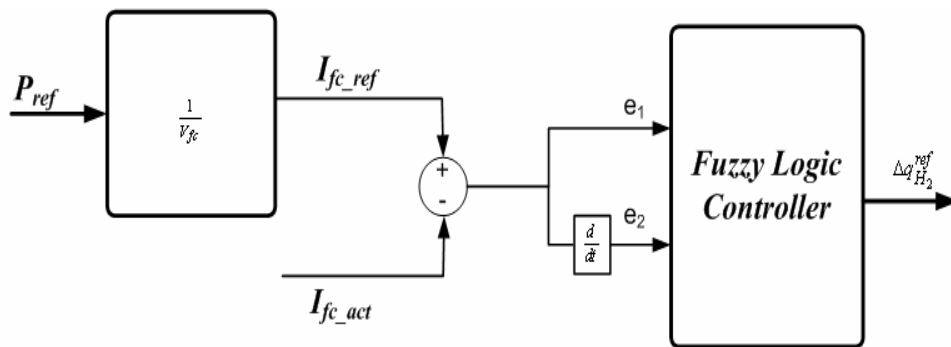 P_ref
1
V_fc
I_fc_ref
+
-
I_fc_act
e₁
e₂
d
dt
Fuzzy Logic
Controller
Δq_H₂^ref